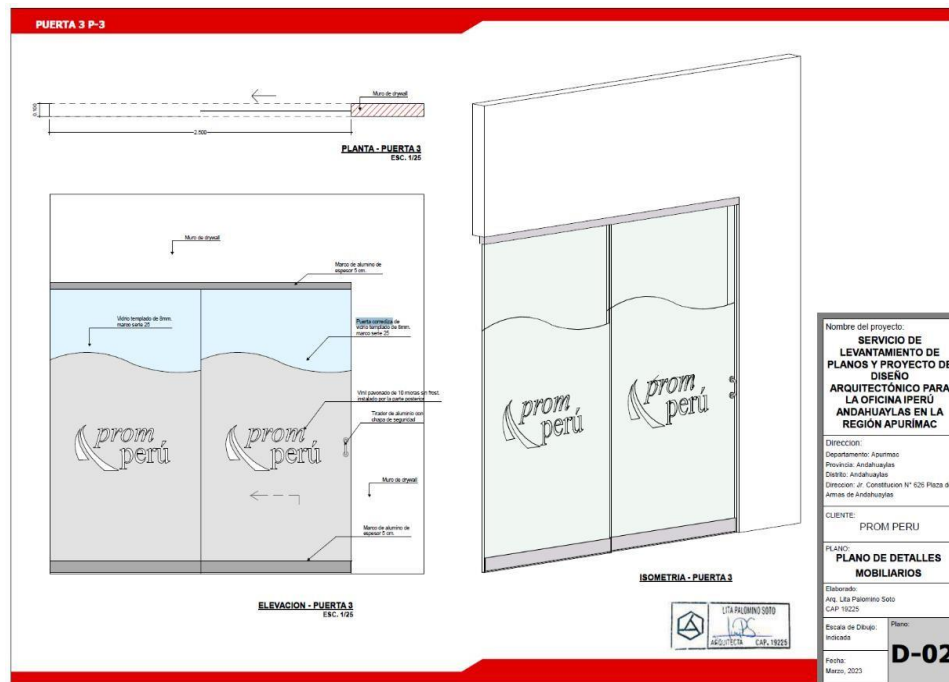 PUERTA 3 P-3
Muro de drywall
0.100
2.500
PLANTA - PUERTA 3
ESC. 1/25
Muro de drywall
Marco de alumino de
espesor 5 cm.
Vidrio templado de 8mm.
marco serie 25
Puerta corrediza de
vidrio templado de 8mm.
marco serie 25
Vinil pavonado de 10 micras sin frost,
instalado por la parte posterior
Tirador de aluminio con
chapa de seguridad
prom
perú
prom
perú
Muro de drywall
Marco de alumino de
espesor 5 cm.
ELEVACION - PUERTA 3
ESC. 1/25
prom
perú
prom
perú
ISOMETRIA - PUERTA 3
LITA PALOMINO SOTO
ARQUITECTA CAP. 19225
Nombre del proyecto:
SERVICIO DE
LEVANTAMIENTO DE
PLANOS Y PROYECTO DE
DISEÑO
ARQUITECTÓNICO PARA
LA OFICINA IPERÚ
ANDAHUAYLAS EN LA
REGIÓN APURÍMAC
Direccion:
Departamento: Apurimac
Provincia: Andahuaylas
Distrito: Andahuaylas
Direccion: Jr. Constitucion N° 626 Plaza de
Armas de Andahuaylas
CLIENTE:
PROM PERU
PLANO:
PLANO DE DETALLES
MOBILIARIOS
Elaborado:
Arq. Lita Palomino Soto
CAP 19225
Escala de Dibujo:
Indicada
Plano:
D-02
Fecha:
Marzo, 2023